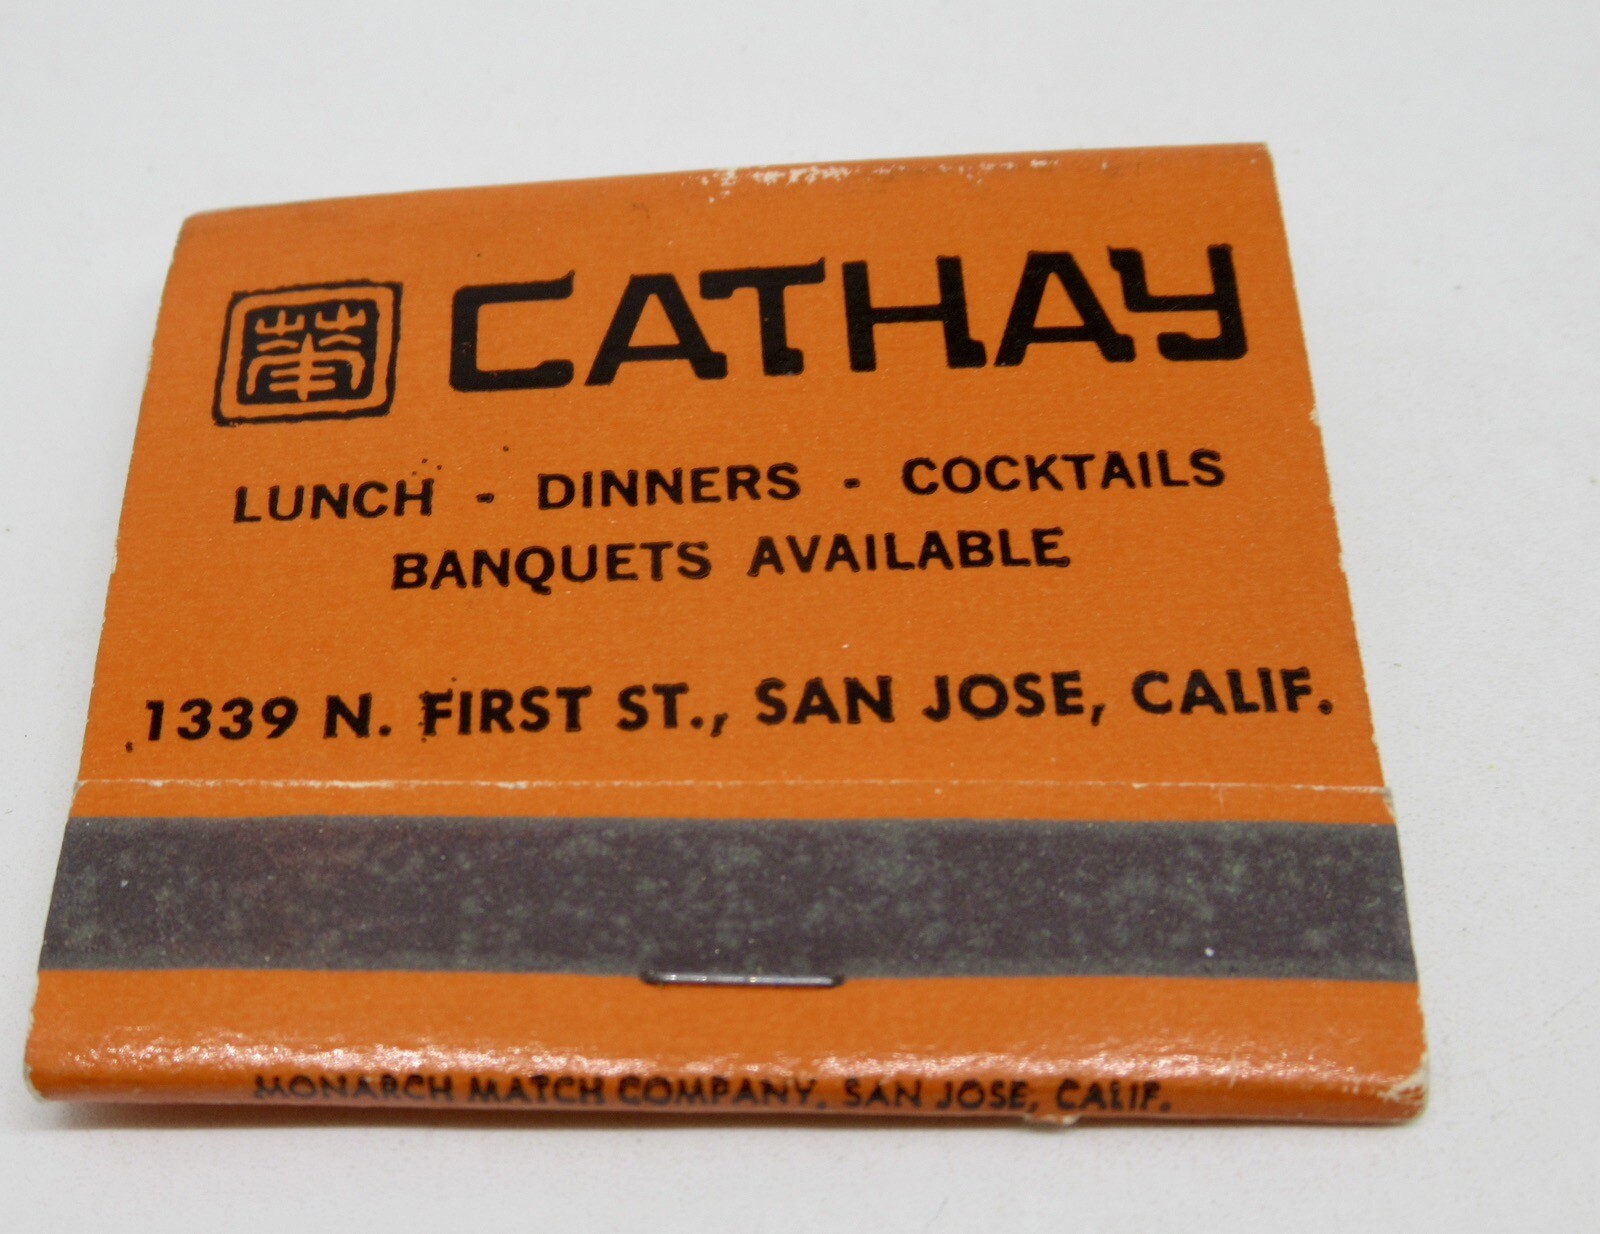 CATHAY
LUNCH - DINNERS - COCKTAILS
BANQUETS AVAILABLE
1339 N. FIRST ST., SAN JOSE, CALIF.
MONARCH MATCH COMPANY, SAN JOSE, CALIF.